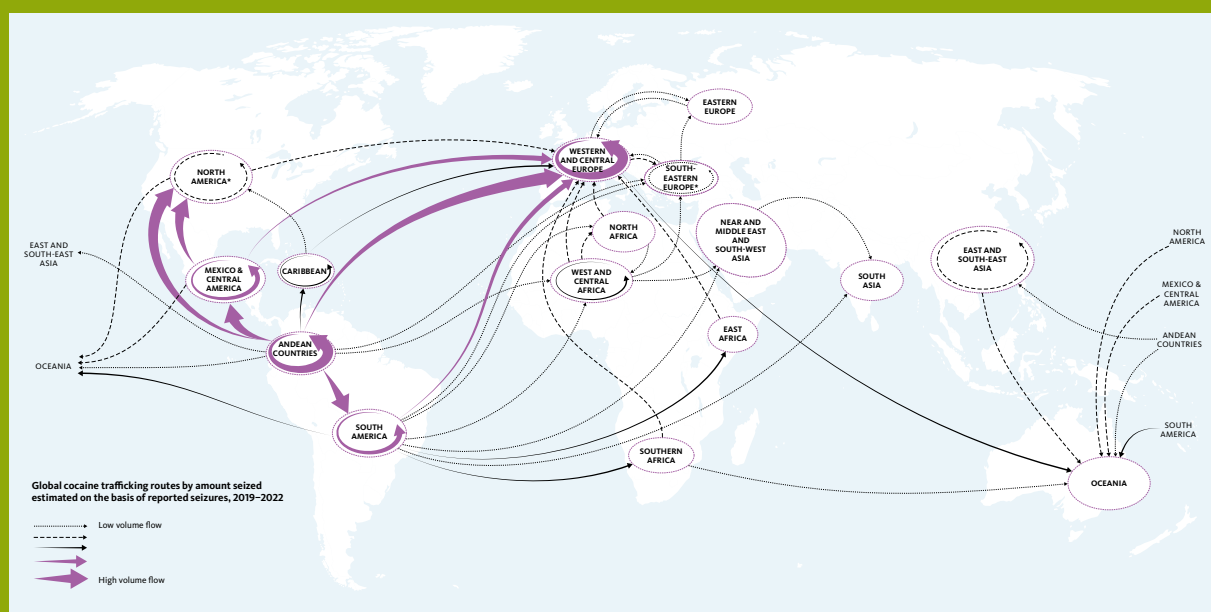 EASTERN
EUROPE
WESTERN
AND CENTRAL
EUROPE
NORTH
AMERICA*
SOUTH-
EASTERN
EUROPE*
NORTH
AFRICA
NEAR AND
MIDDLE EAST
AND
SOUTH-WEST
ASIA
EAST AND
SOUTH-EAST
ASIA
NORTH
AMERICA
EAST AND
SOUTH-EAST
ASIA
MEXICO &
CENTRAL
AMERICA
CARIBBEAN
WEST AND
CENTRAL
AFRICA
SOUTH
ASIA
MEXICO &
CENTRAL
AMERICA
EAST
AFRICA
ANDEAN
COUNTRIES
ANDEAN
COUNTRIES
OCEANIA
SOUTH
AMERICA
SOUTH
AMERICA
SOUTHERN
AFRICA
OCEANIA
Global cocaine trafficking routes by amount seized
estimated on the basis of reported seizures, 2019–2022
Low volume flow
High volume flow